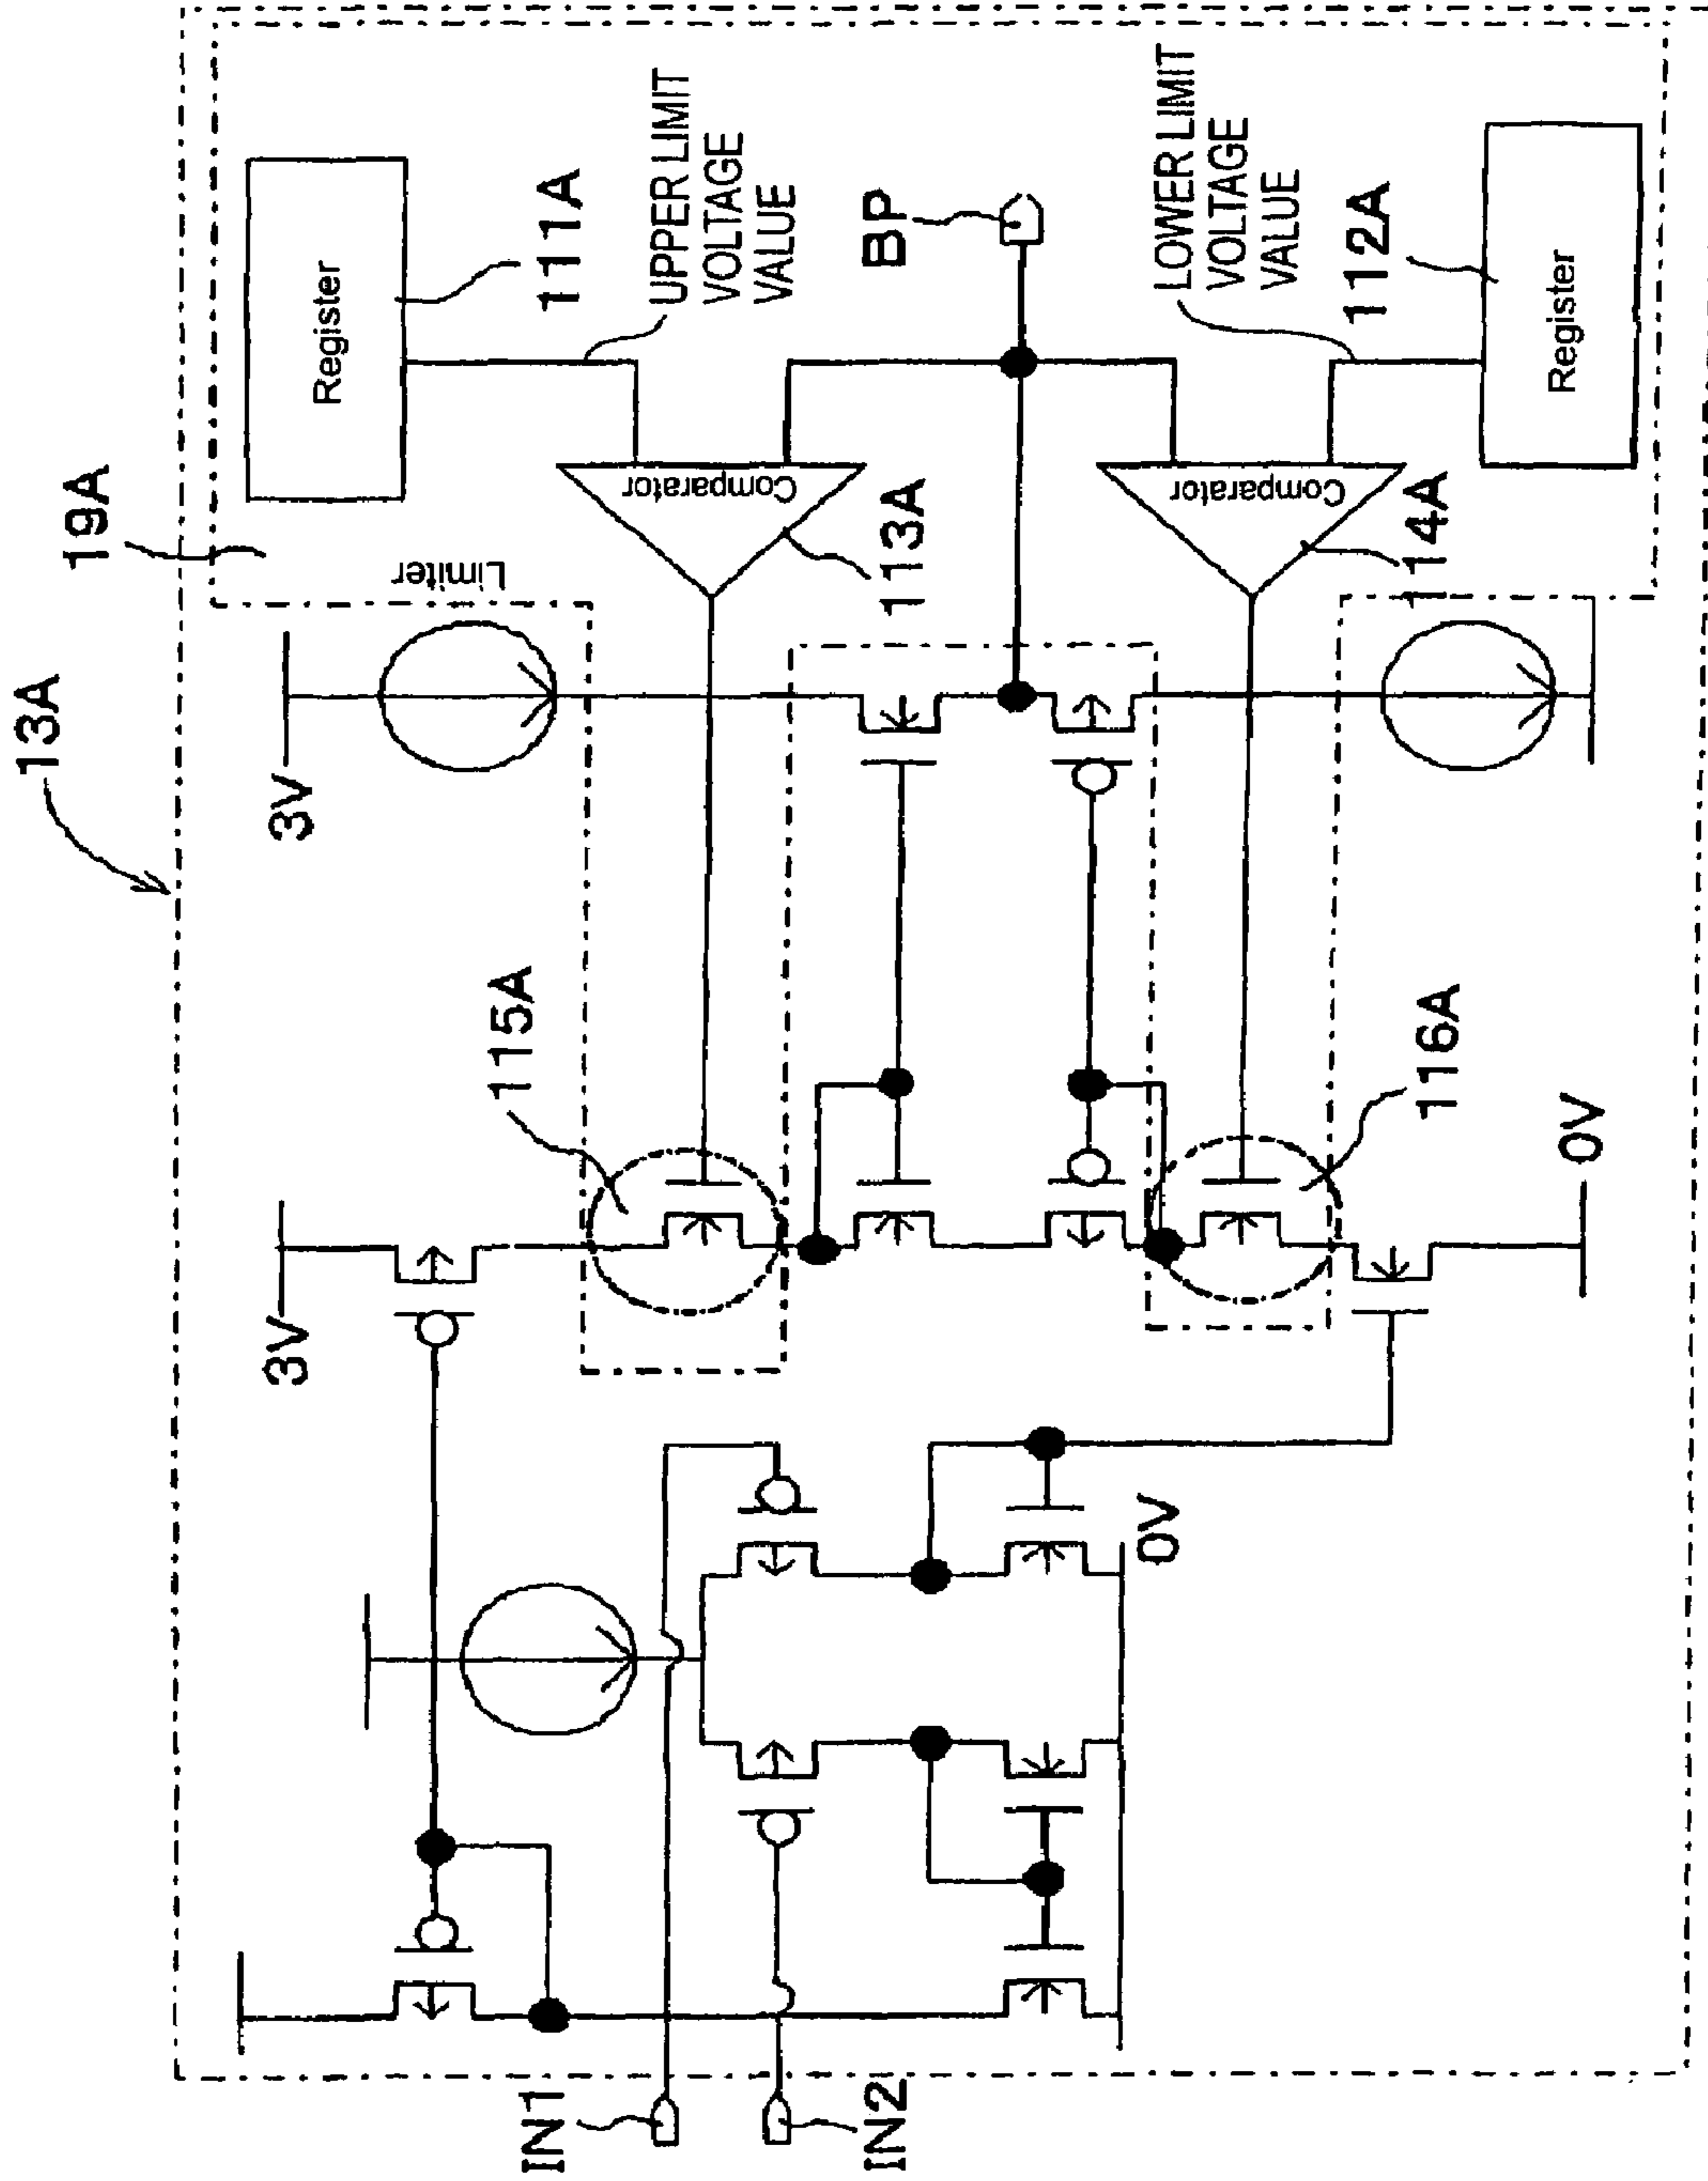 13A
19A
Limiter
Register
111A
UPPER LIMIT
VOLTAGE
VALUE
3V
3V
Comparator
113A
115A
BP
IN1
IN2
LOWER LIMIT
VOLTAGE
VALUE
Comparator
114A
112A
Register
116A
0V
0V